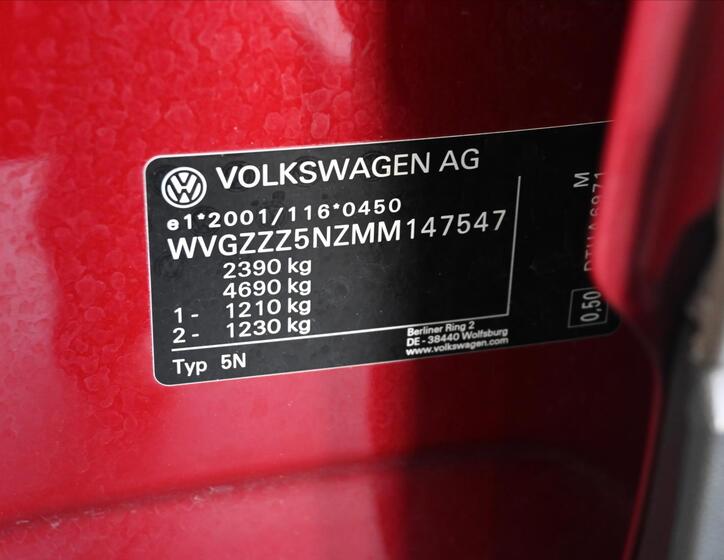 VOLKSWAGEN AG
e1*2001/116*0450
WVGZZZ5NZMM147547
2390 kg
4690 kg
1 - 1210 kg
2 - 1230 kg
Typ 5N
Berliner Ring 2
DE - 38440 Wolfsburg
www.volkswagen.com
M
0,50